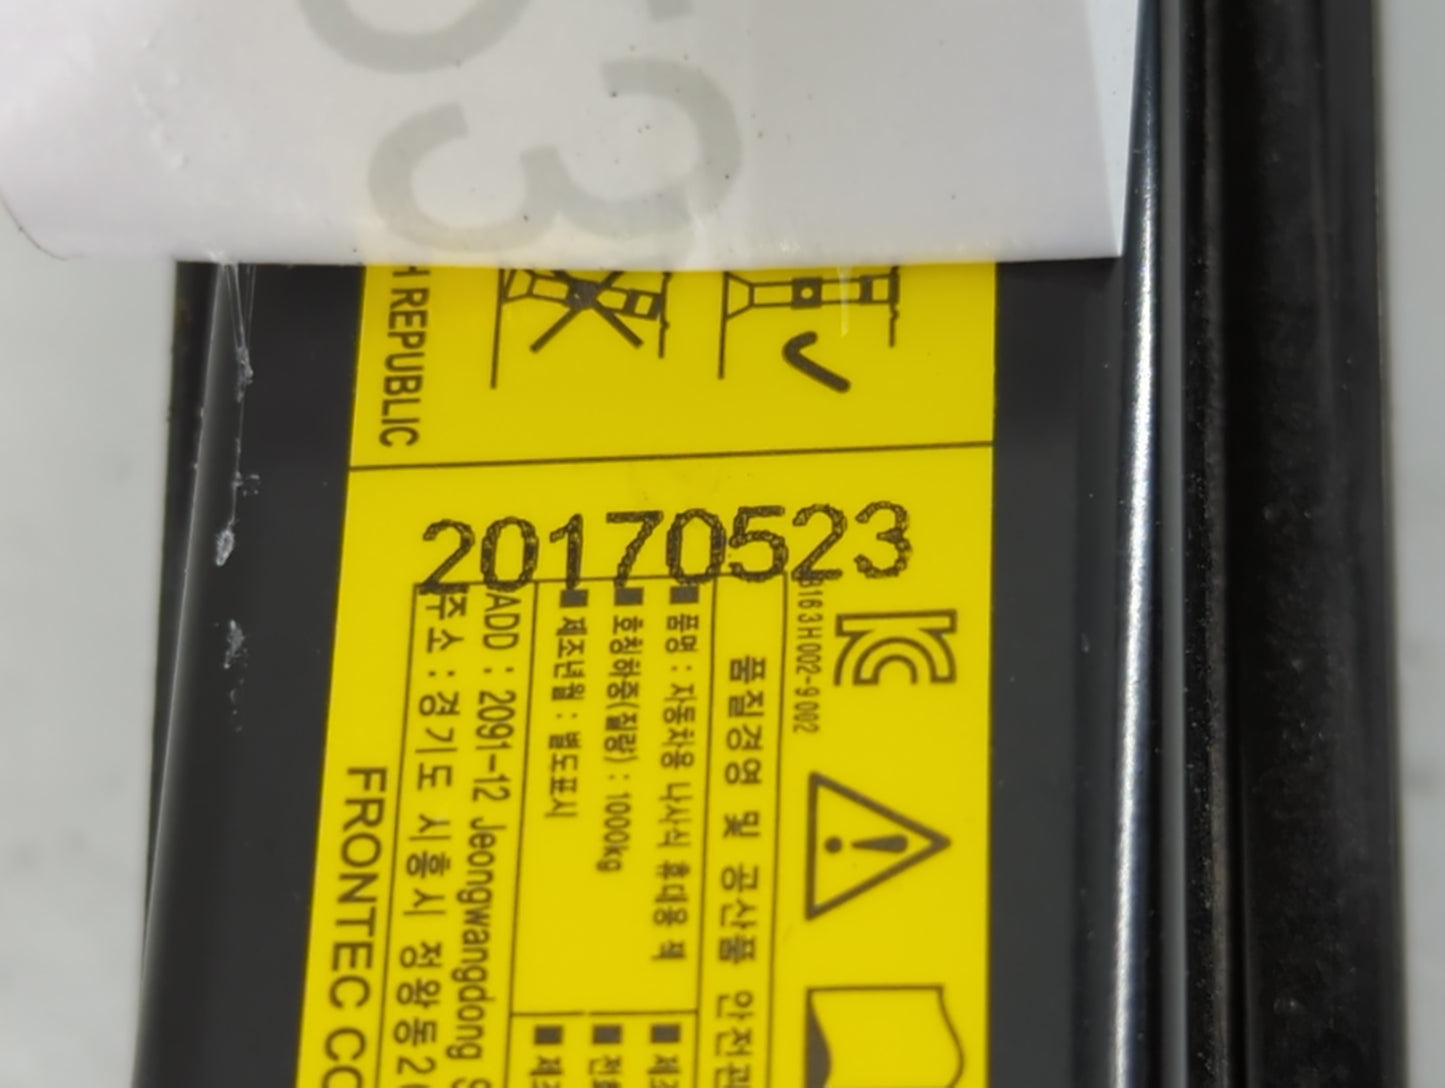 53
H REPUBLIC
20170523
B163H002-9002
품질경영 및 공산품 안전관
■ 품명 : 자동차용 나사식 휴대용 잭
■ 호칭하중(질량) : 1000kg
■ 제조년월 : 별도표시
ADD : 2091-12 Jeongwangdong S
주소 : 경기도 시흥시 정왕동2
FRONTEC CO